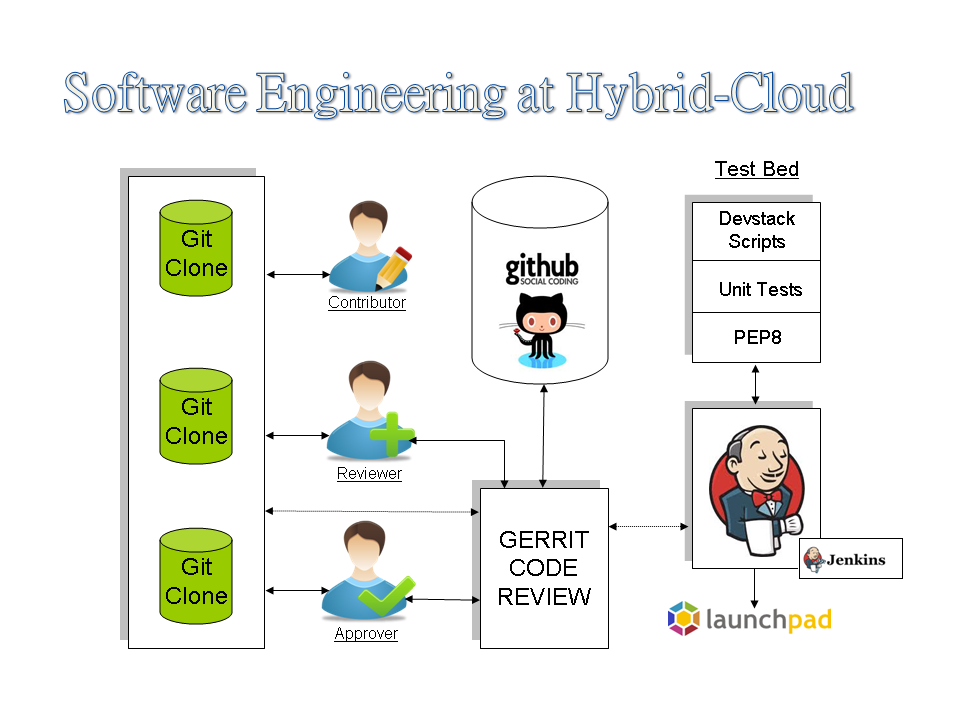 Software Engineering at Hybrid-Cloud
Git
Clone
Contributor
github
SOCIAL CODING
Test Bed
Devstack
Scripts
Unit Tests
PEP8
Git
Clone
Reviewer
Git
Clone
Approver
GERRIT
CODE
REVIEW
Jenkins
launchpad